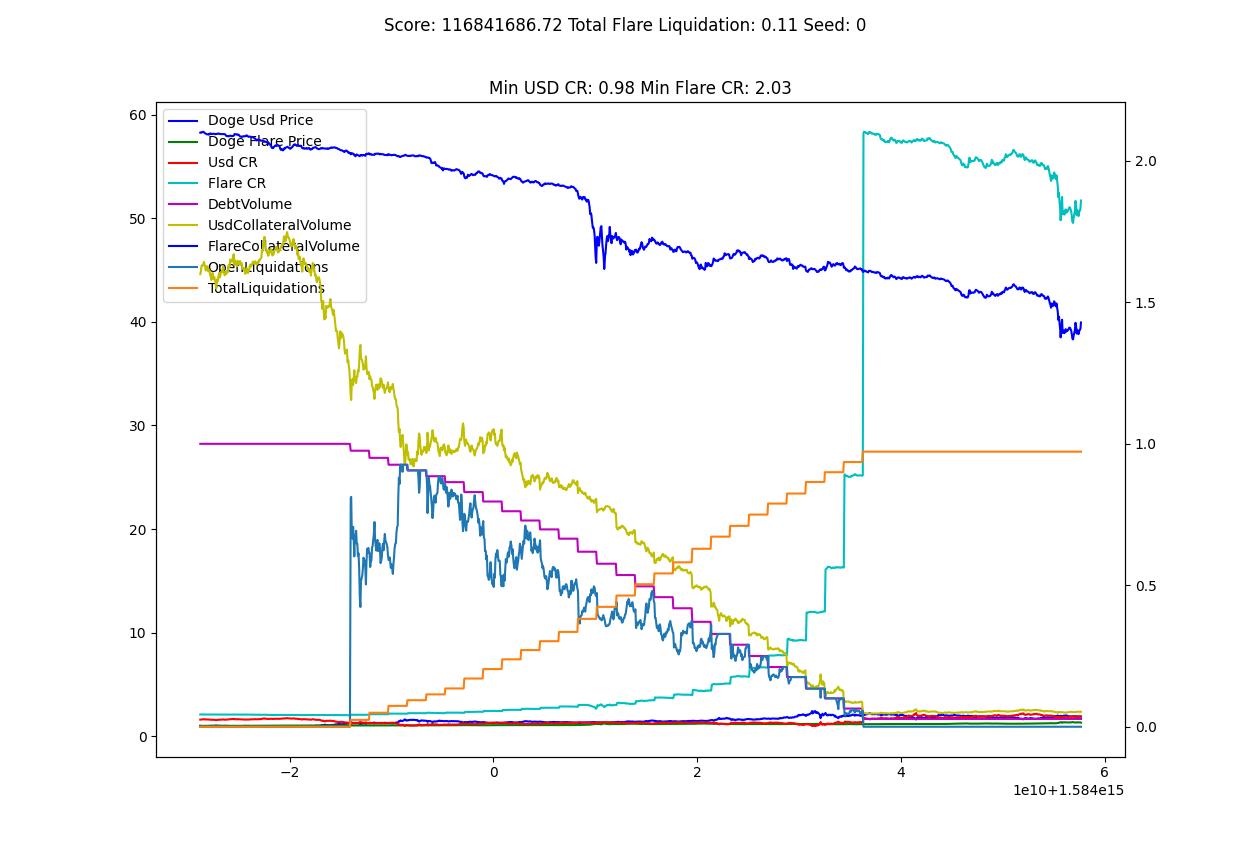 Score: 116841686.72 Total Flare Liquidation: 0.11 Seed: 0
Min USD CR: 0.98 Min Flare CR: 2.03
Doge Usd Price
Doge Flare Price
Usd CR
Flare CR
DebtVolume
UsdCollateralVolume
FlareCollateralVolume
OpenLiquidations
TotalLiquidations
60
50
40
30
20
10
0
2.0
1.5
1.0
0.5
0.0
−2
0
2
4
6
1e10+1.584e15